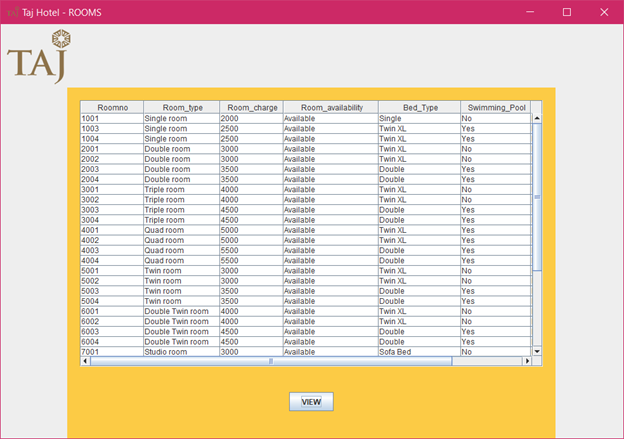 Taj Hotel - ROOMS
TAJ
Roomno Room_type Room_charge Room_availability Bed_Type Swimming_Pool
1001 Single room 2000 Available Single No
1003 Single room 2500 Available Twin XL Yes
1004 Single room 2500 Available Twin XL Yes
2001 Double room 3000 Available Twin XL No
2002 Double room 3000 Available Twin XL No
2003 Double room 3500 Available Double Yes
2004 Double room 3500 Available Double Yes
3001 Triple room 4000 Available Twin XL No
3002 Triple room 4000 Available Twin XL No
3003 Triple room 4500 Available Double Yes
3004 Triple room 4500 Available Double Yes
4001 Quad room 5000 Available Twin XL Yes
4002 Quad room 5000 Available Twin XL Yes
4003 Quad room 5500 Available Double Yes
4004 Quad room 5500 Available Double Yes
5001 Twin room 3000 Available Twin XL No
5002 Twin room 3000 Available Twin XL No
5003 Twin room 3500 Available Double Yes
5004 Twin room 3500 Available Double Yes
6001 Double Twin room 4000 Available Twin XL No
6002 Double Twin room 4000 Available Twin XL No
6003 Double Twin room 4500 Available Double Yes
6004 Double Twin room 4500 Available Double Yes
7001 Studio room 3000 Available Sofa Bed No
VIEW